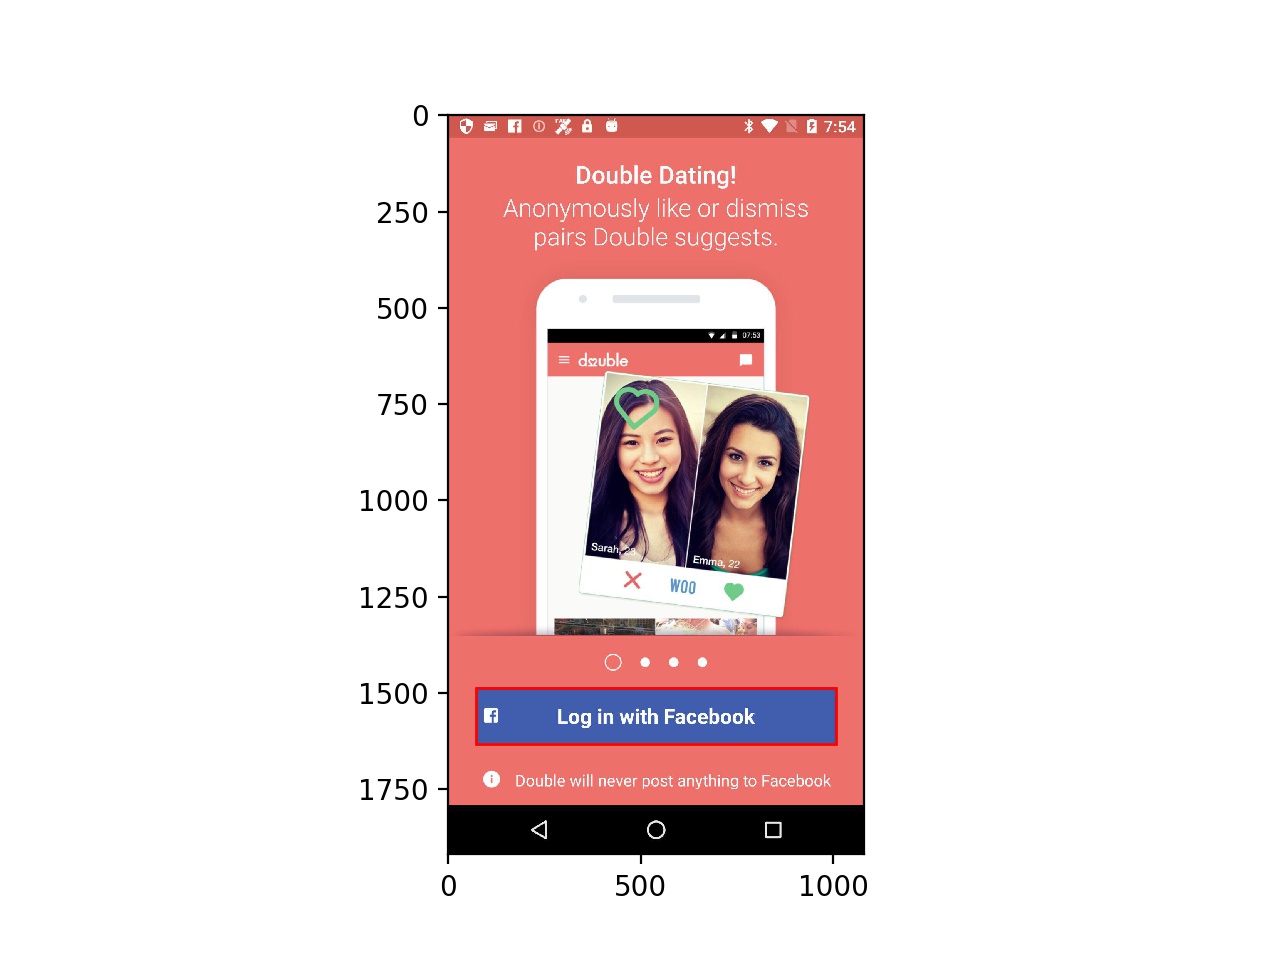 0
7:54
Double Dating!
250
Anonymously like or dismiss
pairs Double suggests.
500
07:53
double
750
1000
Sarah, 23
Emma, 22
WOO
1250
1500
Log in with Facebook
Double will never post anything to Facebook
1750
0
500
1000